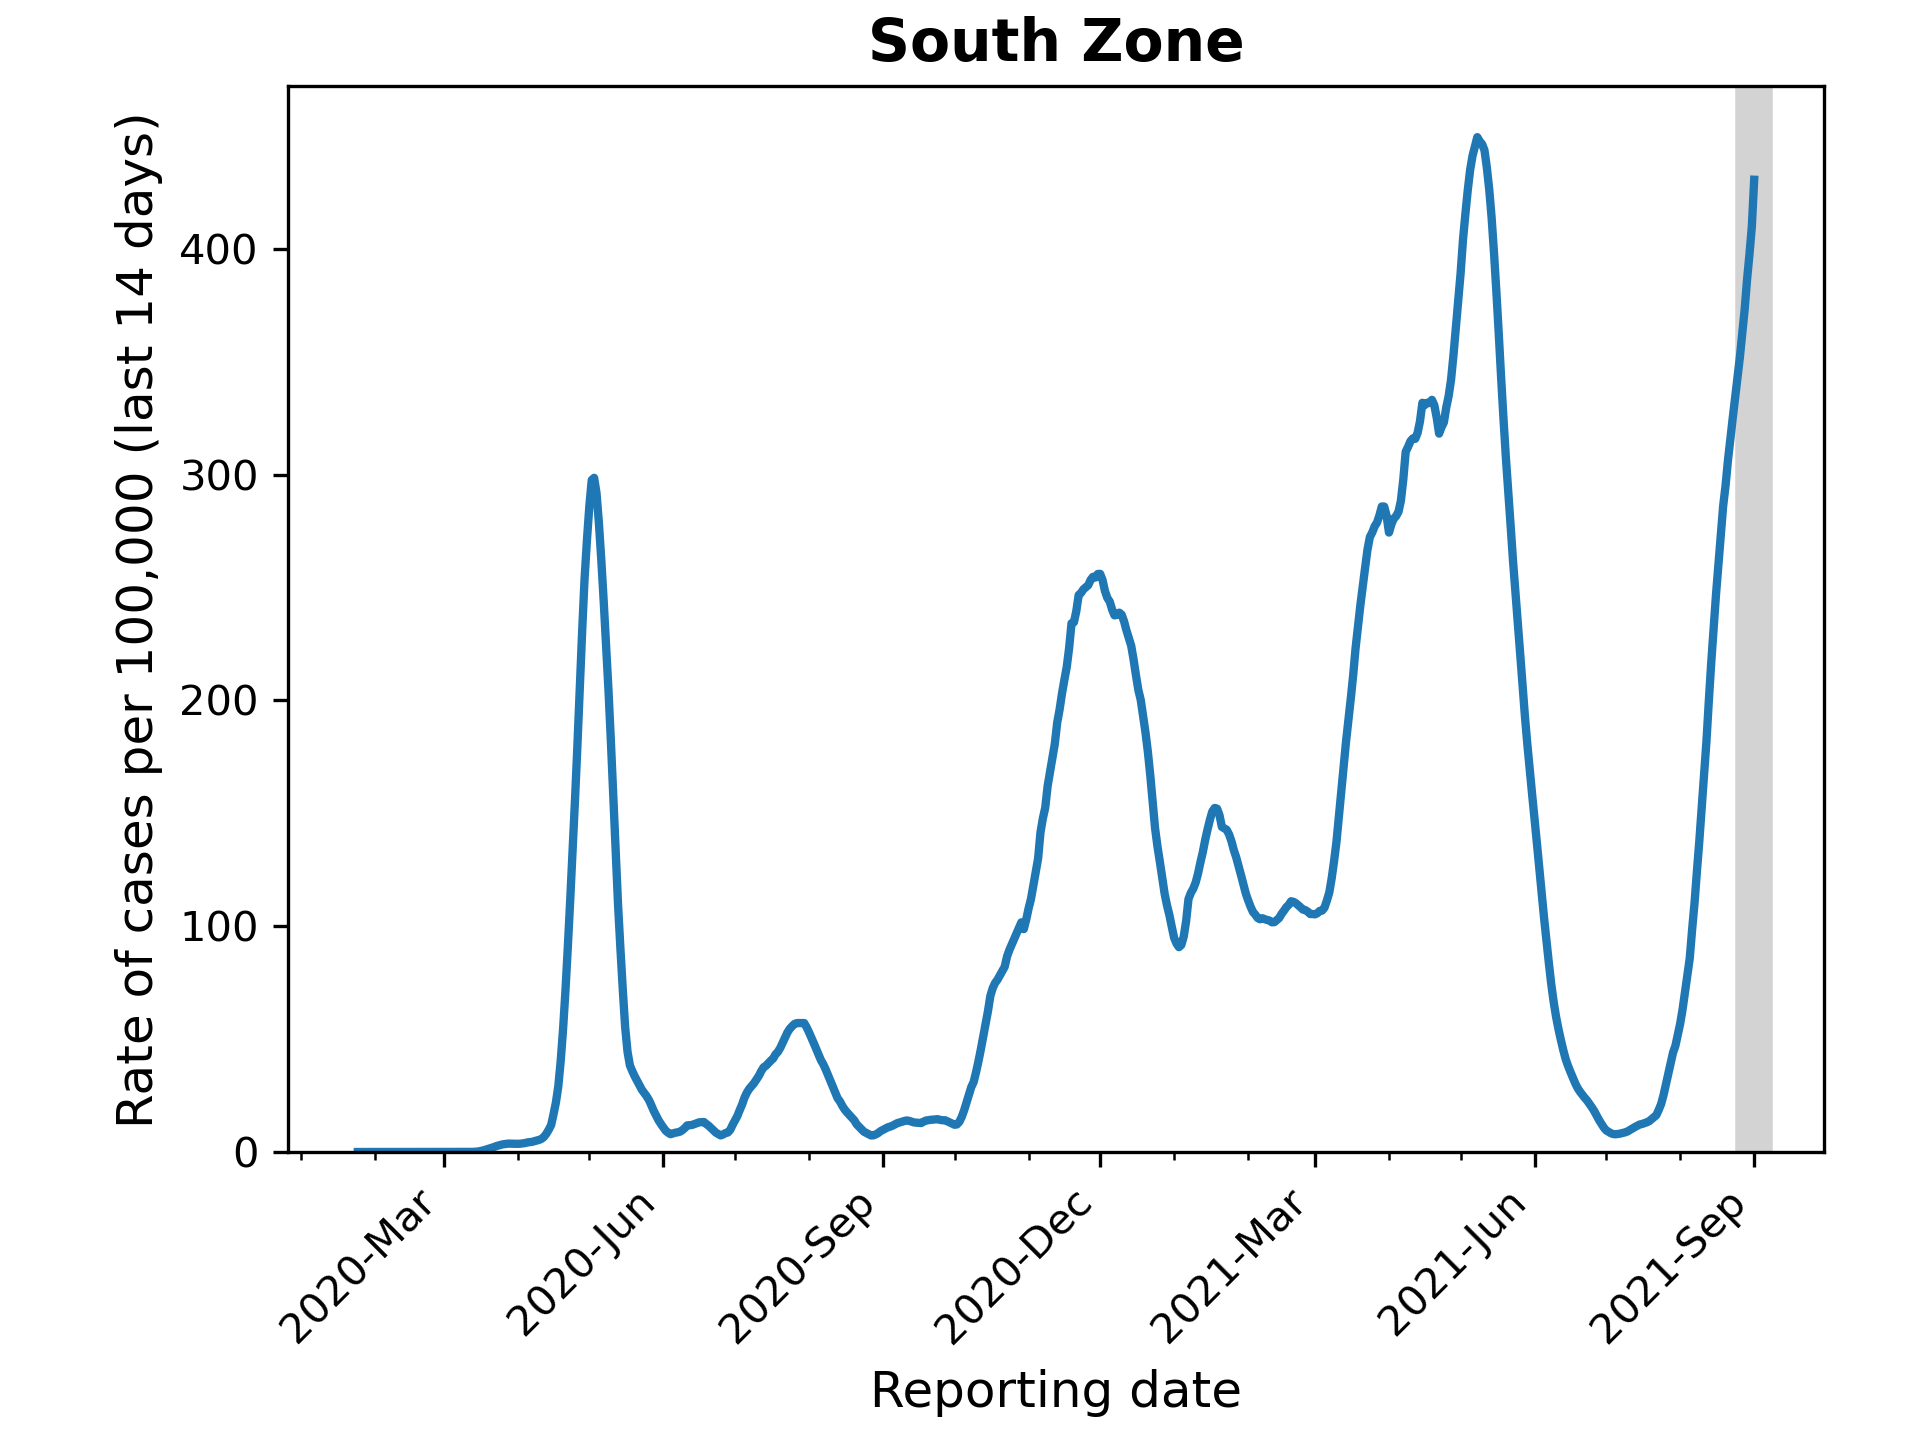 South Zone
Rate of cases per 100,000 (last 14 days)
400
300
200
100
0
2020-Mar
2020-Jun
2020-Sep
2020-Dec
2021-Mar
2021-Jun
2021-Sep
Reporting date